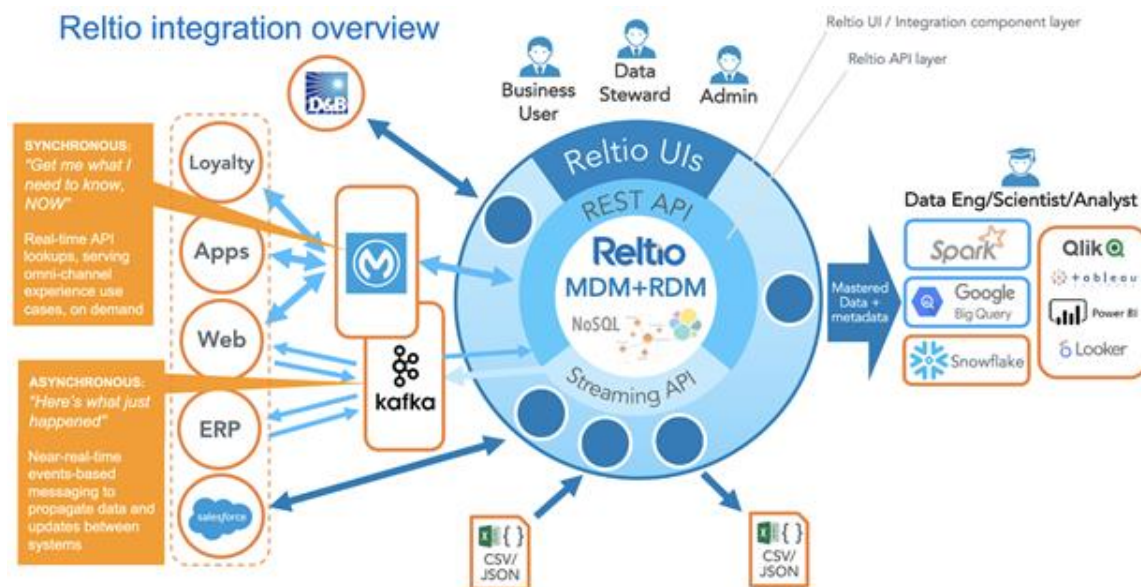 Reltio integration overview
Reltio UI / Integration component layer
Reltio API layer
D&B
Business
User
Data
Steward
Admin
SYNCHRONOUS:
"Get me what I
need to know,
NOW"
Real-time API
lookups, serving
omni-channel
experience use
cases, on demand
ASYNCHRONOUS:
"Here's what just
happened"
Near-real-time
events-based
messaging to
propagate data and
updates between
systems
Loyalty
Apps
Web
ERP
salesforce
kafka
Reltio UIs
REST API
Reltio
MDM+RDM
NoSQL
Streaming API
CSV/
JSON
CSV/
JSON
Mastered
Data +
metadata
Data Eng/Scientist/Analyst
Spark
Google
Big Query
Snowflake
Qlik
+ableau
Power BI
Looker